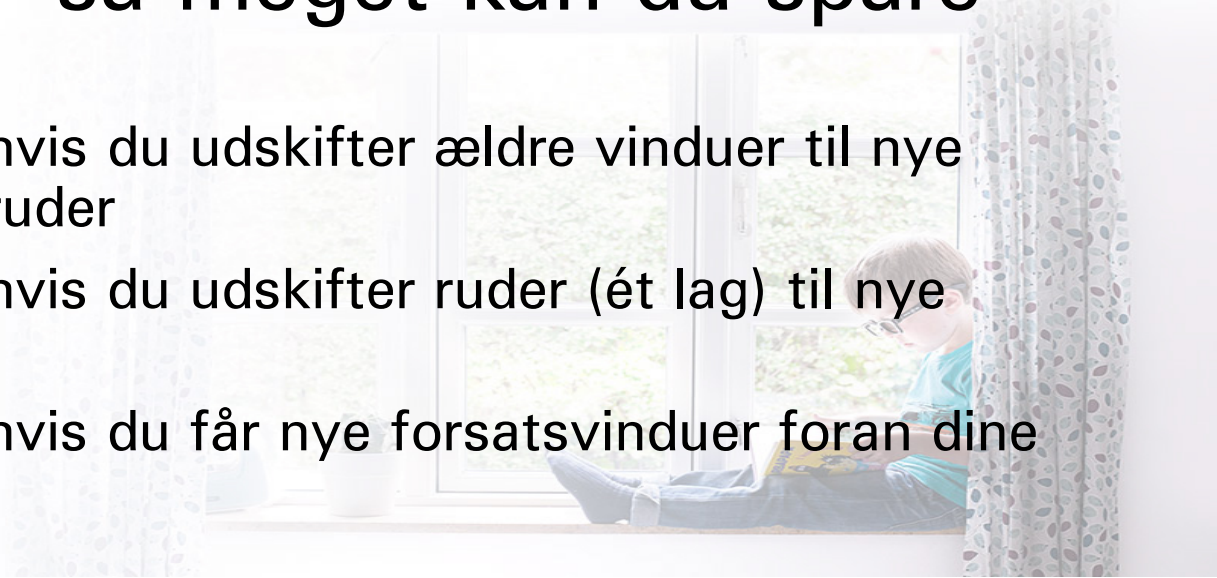 så meget kan du spare
hvis du udskifter ældre vinduer til nye
ruder
hvis du udskifter ruder (ét lag) til nye
hvis du får nye forsatsvinduer foran dine